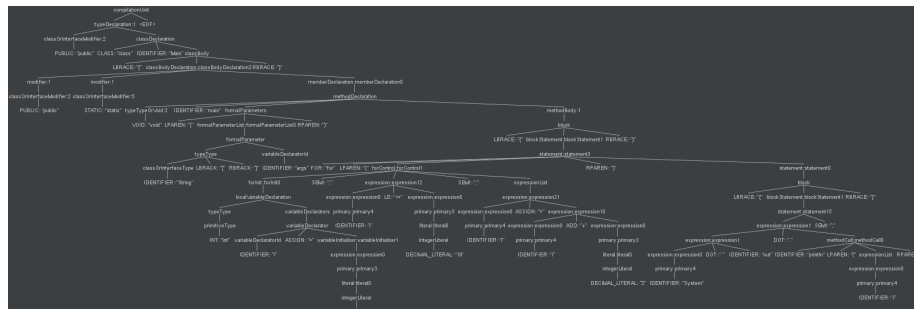 compilationUnit
typeDeclaration:1 <EOF>
classOrInterfaceModifier:2 classDeclaration
PUBLIC: "public" CLASS: "class" IDENTIFIER: "Main" classBody
LBRACE: "{" classBodyDeclaration:classBodyDeclaration2 RBRACE: "}"
modifier:1 modifier:1 memberDeclaration:memberDeclaration0
classOrInterfaceModifier:2 classOrInterfaceModifier:5 methodDeclaration
PUBLIC: "public" STATIC: "static" typeTypeOrVoid:2 IDENTIFIER: "main" formalParameters methodBody:1
VOID: "void" LPAREN: "(" formalParameterList:formalParameterList0 RPAREN: ")" block
formalParameter LBRACE: "{" blockStatement:blockStatement1 RBRACE: "}"
typeType variableDeclaratorId statement:statement3
classOrInterfaceType LBRACK: "[" RBRACK: "]" IDENTIFIER: "args" FOR: "for" LPAREN: "(" forControl:forControl1 RPAREN: ")" statement:statement0
IDENTIFIER: "String" forInit:forInit0 SEMI: ";" expression:expression12 SEMI: ";" expressionList block
localVariableDeclaration expression:expression0 LE: "<=" expression:expression0 expression:expression21 LBRACE: "{" blockStatement:blockStatement1 RBRACE: "}"
typeType variableDeclarators primary:primary4 primary:primary3 expression:expression0 ASSIGN: "=" expression:expression10 statement:statement15
primitiveType variableDeclarator IDENTIFIER: "i" literal:literal0 primary:primary4 expression:expression0 ADD: "+" expression:expression0 expression:expression1 SEMI: ";"
INT: "int" variableDeclaratorId ASSIGN: "=" variableInitializer:variableInitializer1 integerLiteral IDENTIFIER: "i" primary:primary4 primary:primary3 expression:expression1 DOT: "." methodCall:methodCall0
IDENTIFIER: "i" expression:expression0 DECIMAL_LITERAL: "10" IDENTIFIER: "i" literal:literal0 expression:expression0 DOT: "." IDENTIFIER: "out" IDENTIFIER: "println" LPAREN: "(" expressionList RPARE
primary:primary3 integerLiteral primary:primary4 expression:expression0
literal:literal0 DECIMAL_LITERAL: "2" IDENTIFIER: "System" primary:primary4
integerLiteral IDENTIFIER: "i"